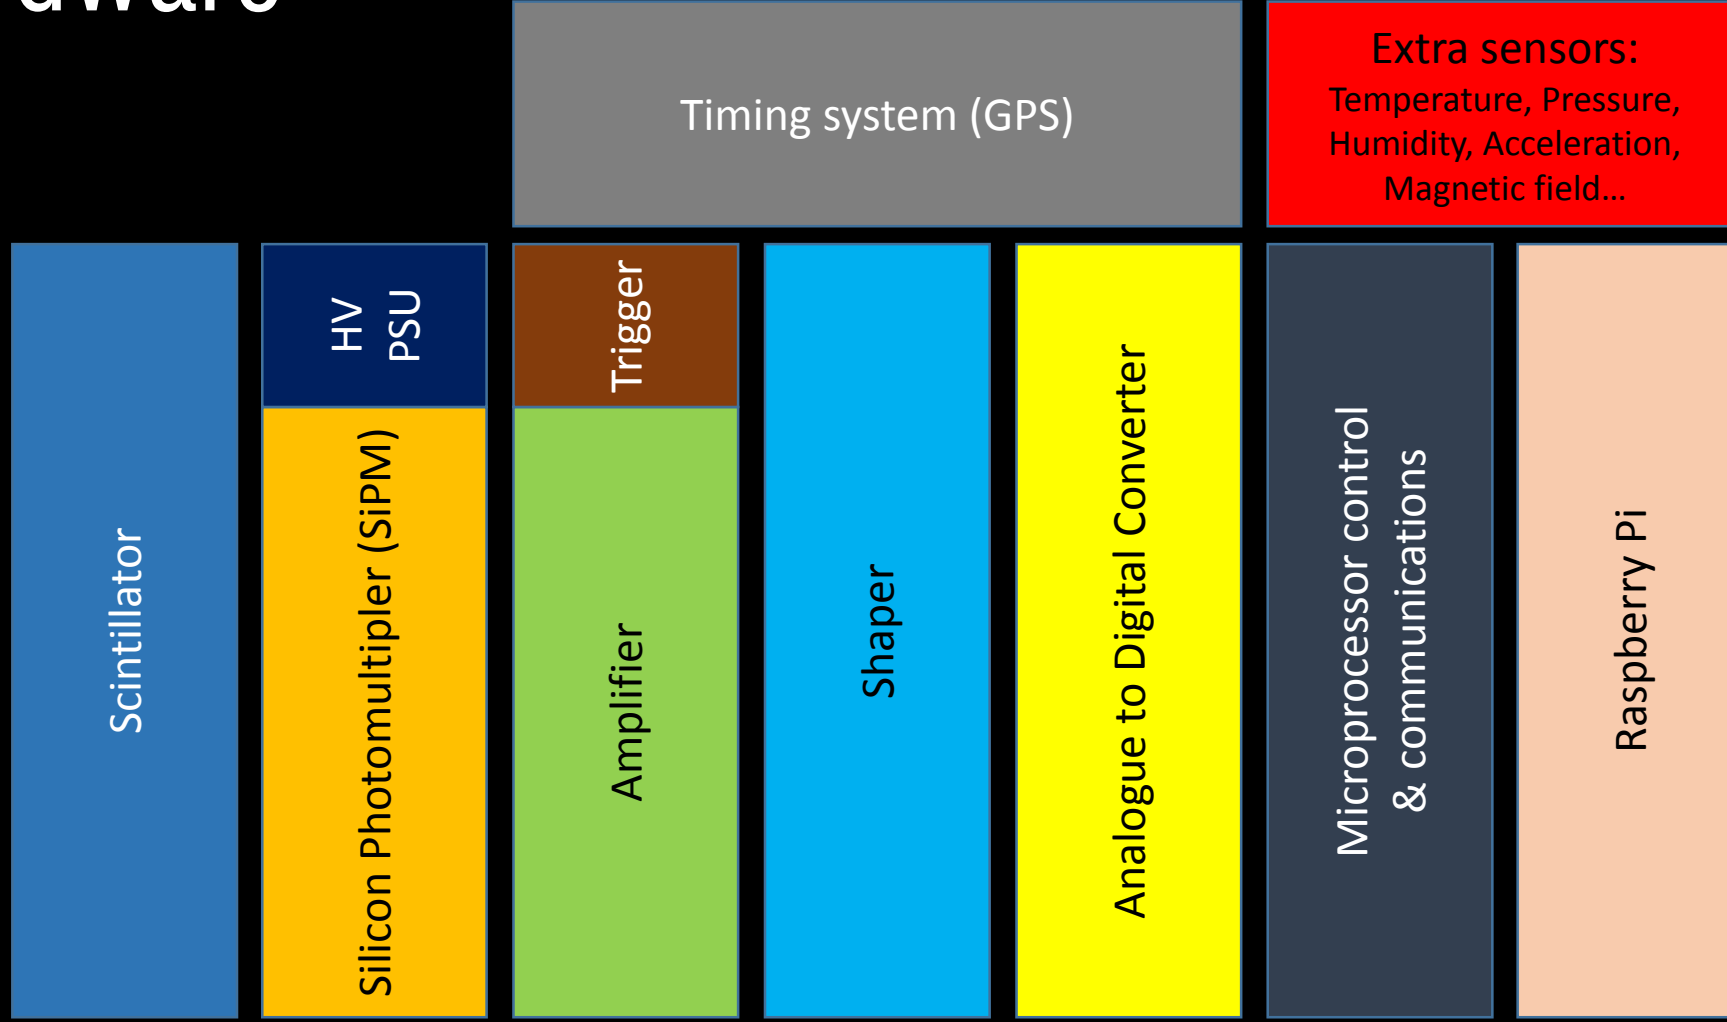 Timing system (GPS)
Extra sensors:
Temperature, Pressure,
Humidity, Acceleration,
Magnetic field...
Scintillator
HV
PSU
Silicon Photomultipler (SiPM)
Trigger
Amplifier
Shaper
Analogue to Digital Converter
Microprocessor control
& communications
Raspberry Pi